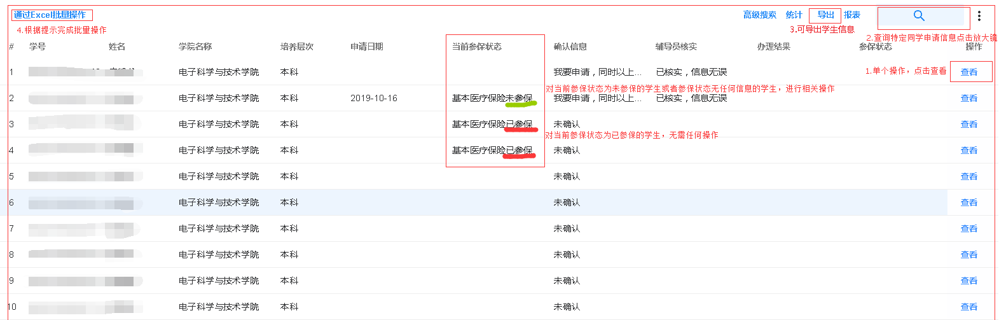 通过Excel批量操作 高级搜索 统计 导出 报表
4.根据提示完成批量操作 3.可导出学生信息
2.查询特定同学申请信息点击放大镜
# 学号 姓名 学院名称 培养层次 申请日期 当前参保状态 确认信息 辅导员核实 办理结果 参保状态 操作
1 电子科学与技术学院 本科 我要申请，同时以上... 已核实，信息无误 1.单个操作，点击查看 查看
对当前参保状态为未参保的学生或者参保状态无任何信息的学生，进行相关操作
2 电子科学与技术学院 本科 2019-10-16 基本医疗保险未参保 我要申请，同时以上... 已核实，信息无误 查看
3 电子科学与技术学院 本科 基本医疗保险已参保 未确认 查看
对当前参保状态为已参保的学生，无需任何操作
4 电子科学与技术学院 本科 基本医疗保险已参保 未确认 查看
5 电子科学与技术学院 本科 未确认 查看
6 电子科学与技术学院 本科 未确认 查看
7 电子科学与技术学院 本科 未确认 查看
8 电子科学与技术学院 本科 未确认 查看
9 电子科学与技术学院 本科 未确认 查看
10 电子科学与技术学院 本科 未确认 查看